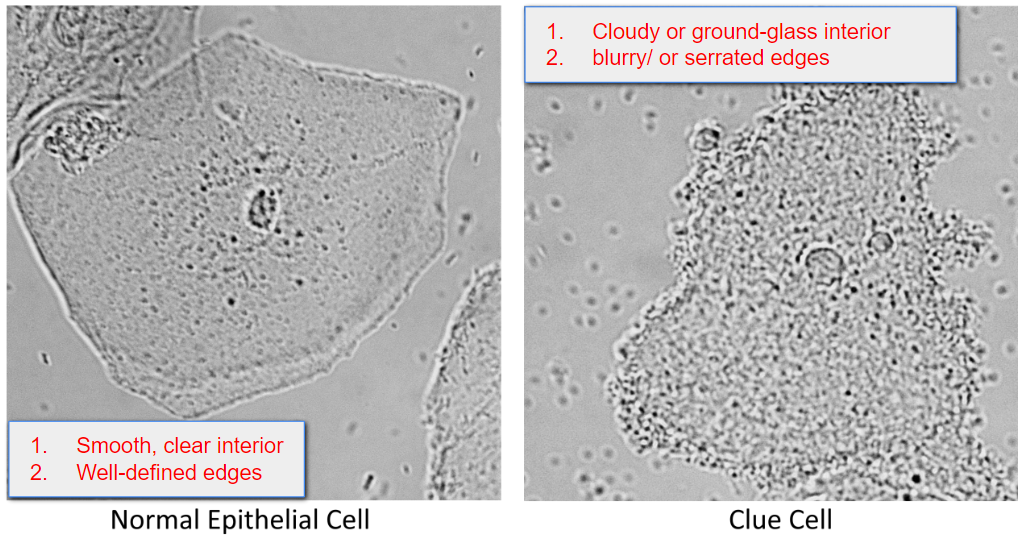 1. Cloudy or ground-glass interior
2. blurry/ or serrated edges
1. Smooth, clear interior
2. Well-defined edges
Normal Epithelial Cell
Clue Cell